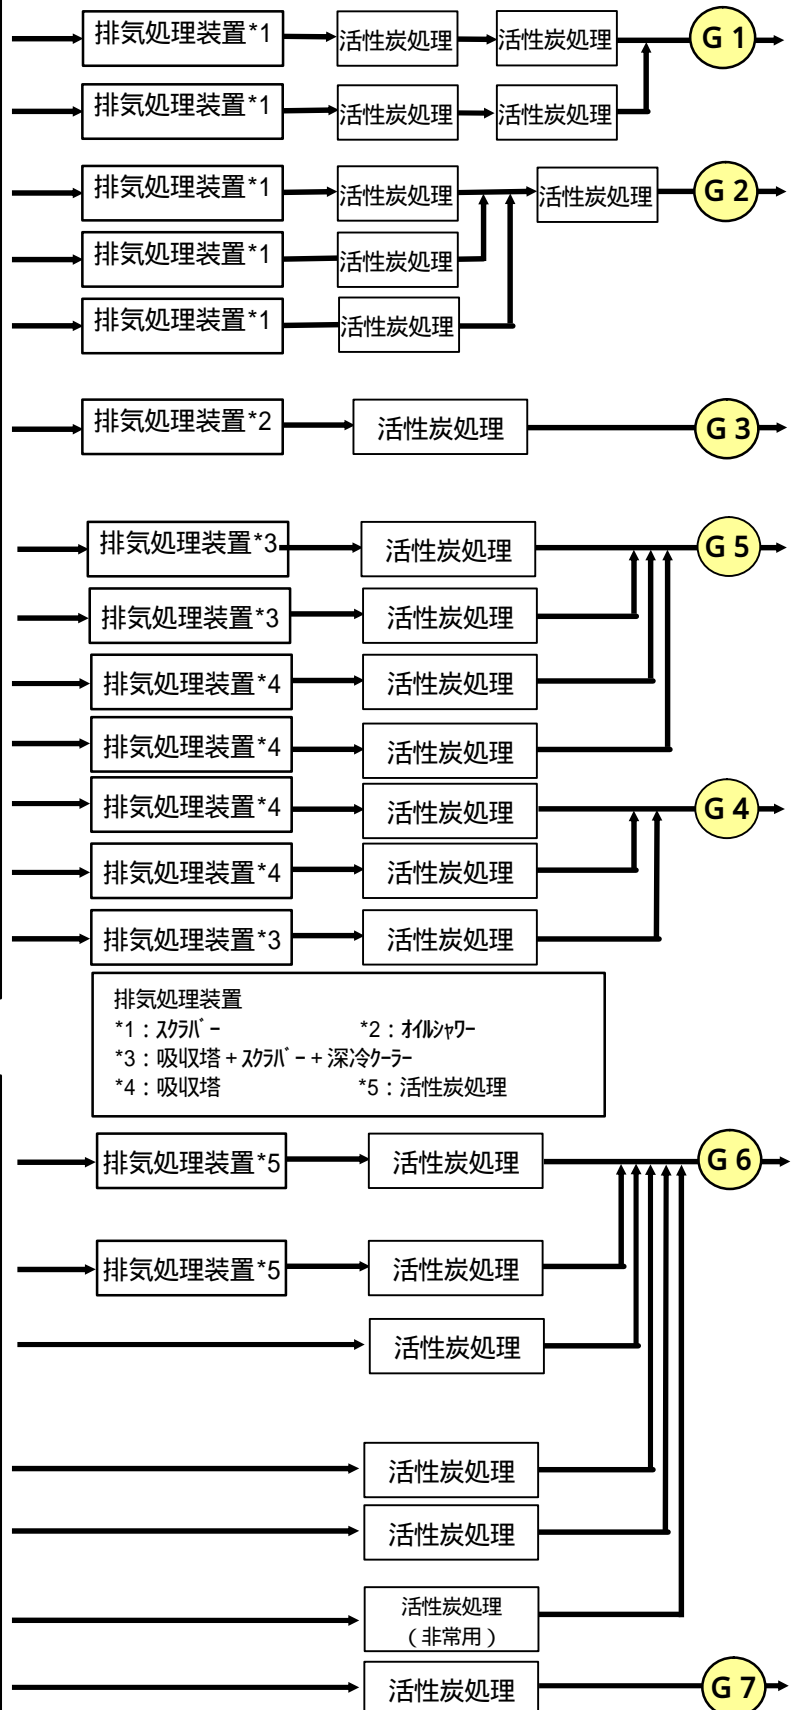 排気処理装置*1 活性炭処理 活性炭処理 G 1
排気処理装置*1 活性炭処理 活性炭処理
排気処理装置*1 活性炭処理 活性炭処理 G 2
排気処理装置*1 活性炭処理
排気処理装置*1 活性炭処理
排気処理装置*2 活性炭処理 G 3
排気処理装置*3 活性炭処理 G 5
排気処理装置*3 活性炭処理
排気処理装置*4 活性炭処理
排気処理装置*4 活性炭処理
排気処理装置*4 活性炭処理 G 4
排気処理装置*4 活性炭処理
排気処理装置*3 活性炭処理
排気処理装置
*1：ｽｸﾗﾊﾞｰ *2：ｵｲﾙｼｬﾜｰ
*3：吸収塔＋ｽｸﾗﾊﾞｰ＋深冷ｸｰﾗｰ
*4：吸収塔 *5：活性炭処理
排気処理装置*5 活性炭処理 G 6
排気処理装置*5 活性炭処理
活性炭処理
活性炭処理
活性炭処理
活性炭処理
（非常用）
活性炭処理 G 7